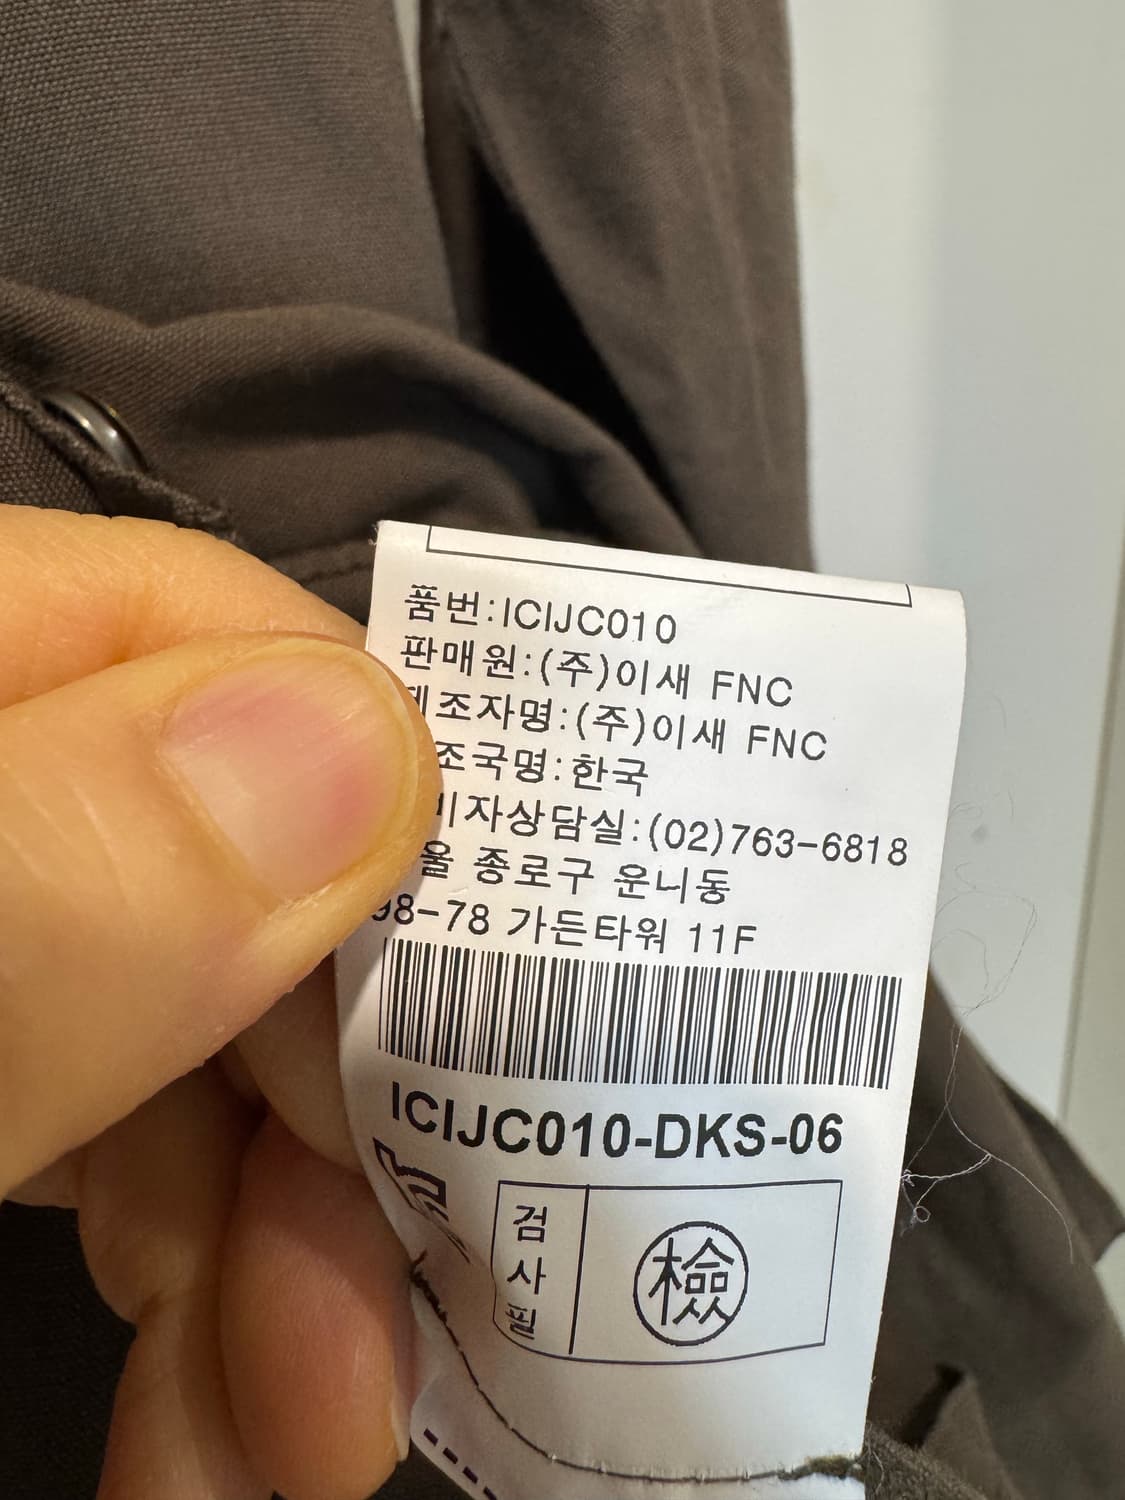 품번:ICIJC010
판매원:(주)이새 FNC
제조자명:(주)이새 FNC
조국명:한국
비자상담실:(02)763-6818
울 종로구 운니동
98-78 가든타워 11F
ICIJC010-DKS-06
검사필
檢